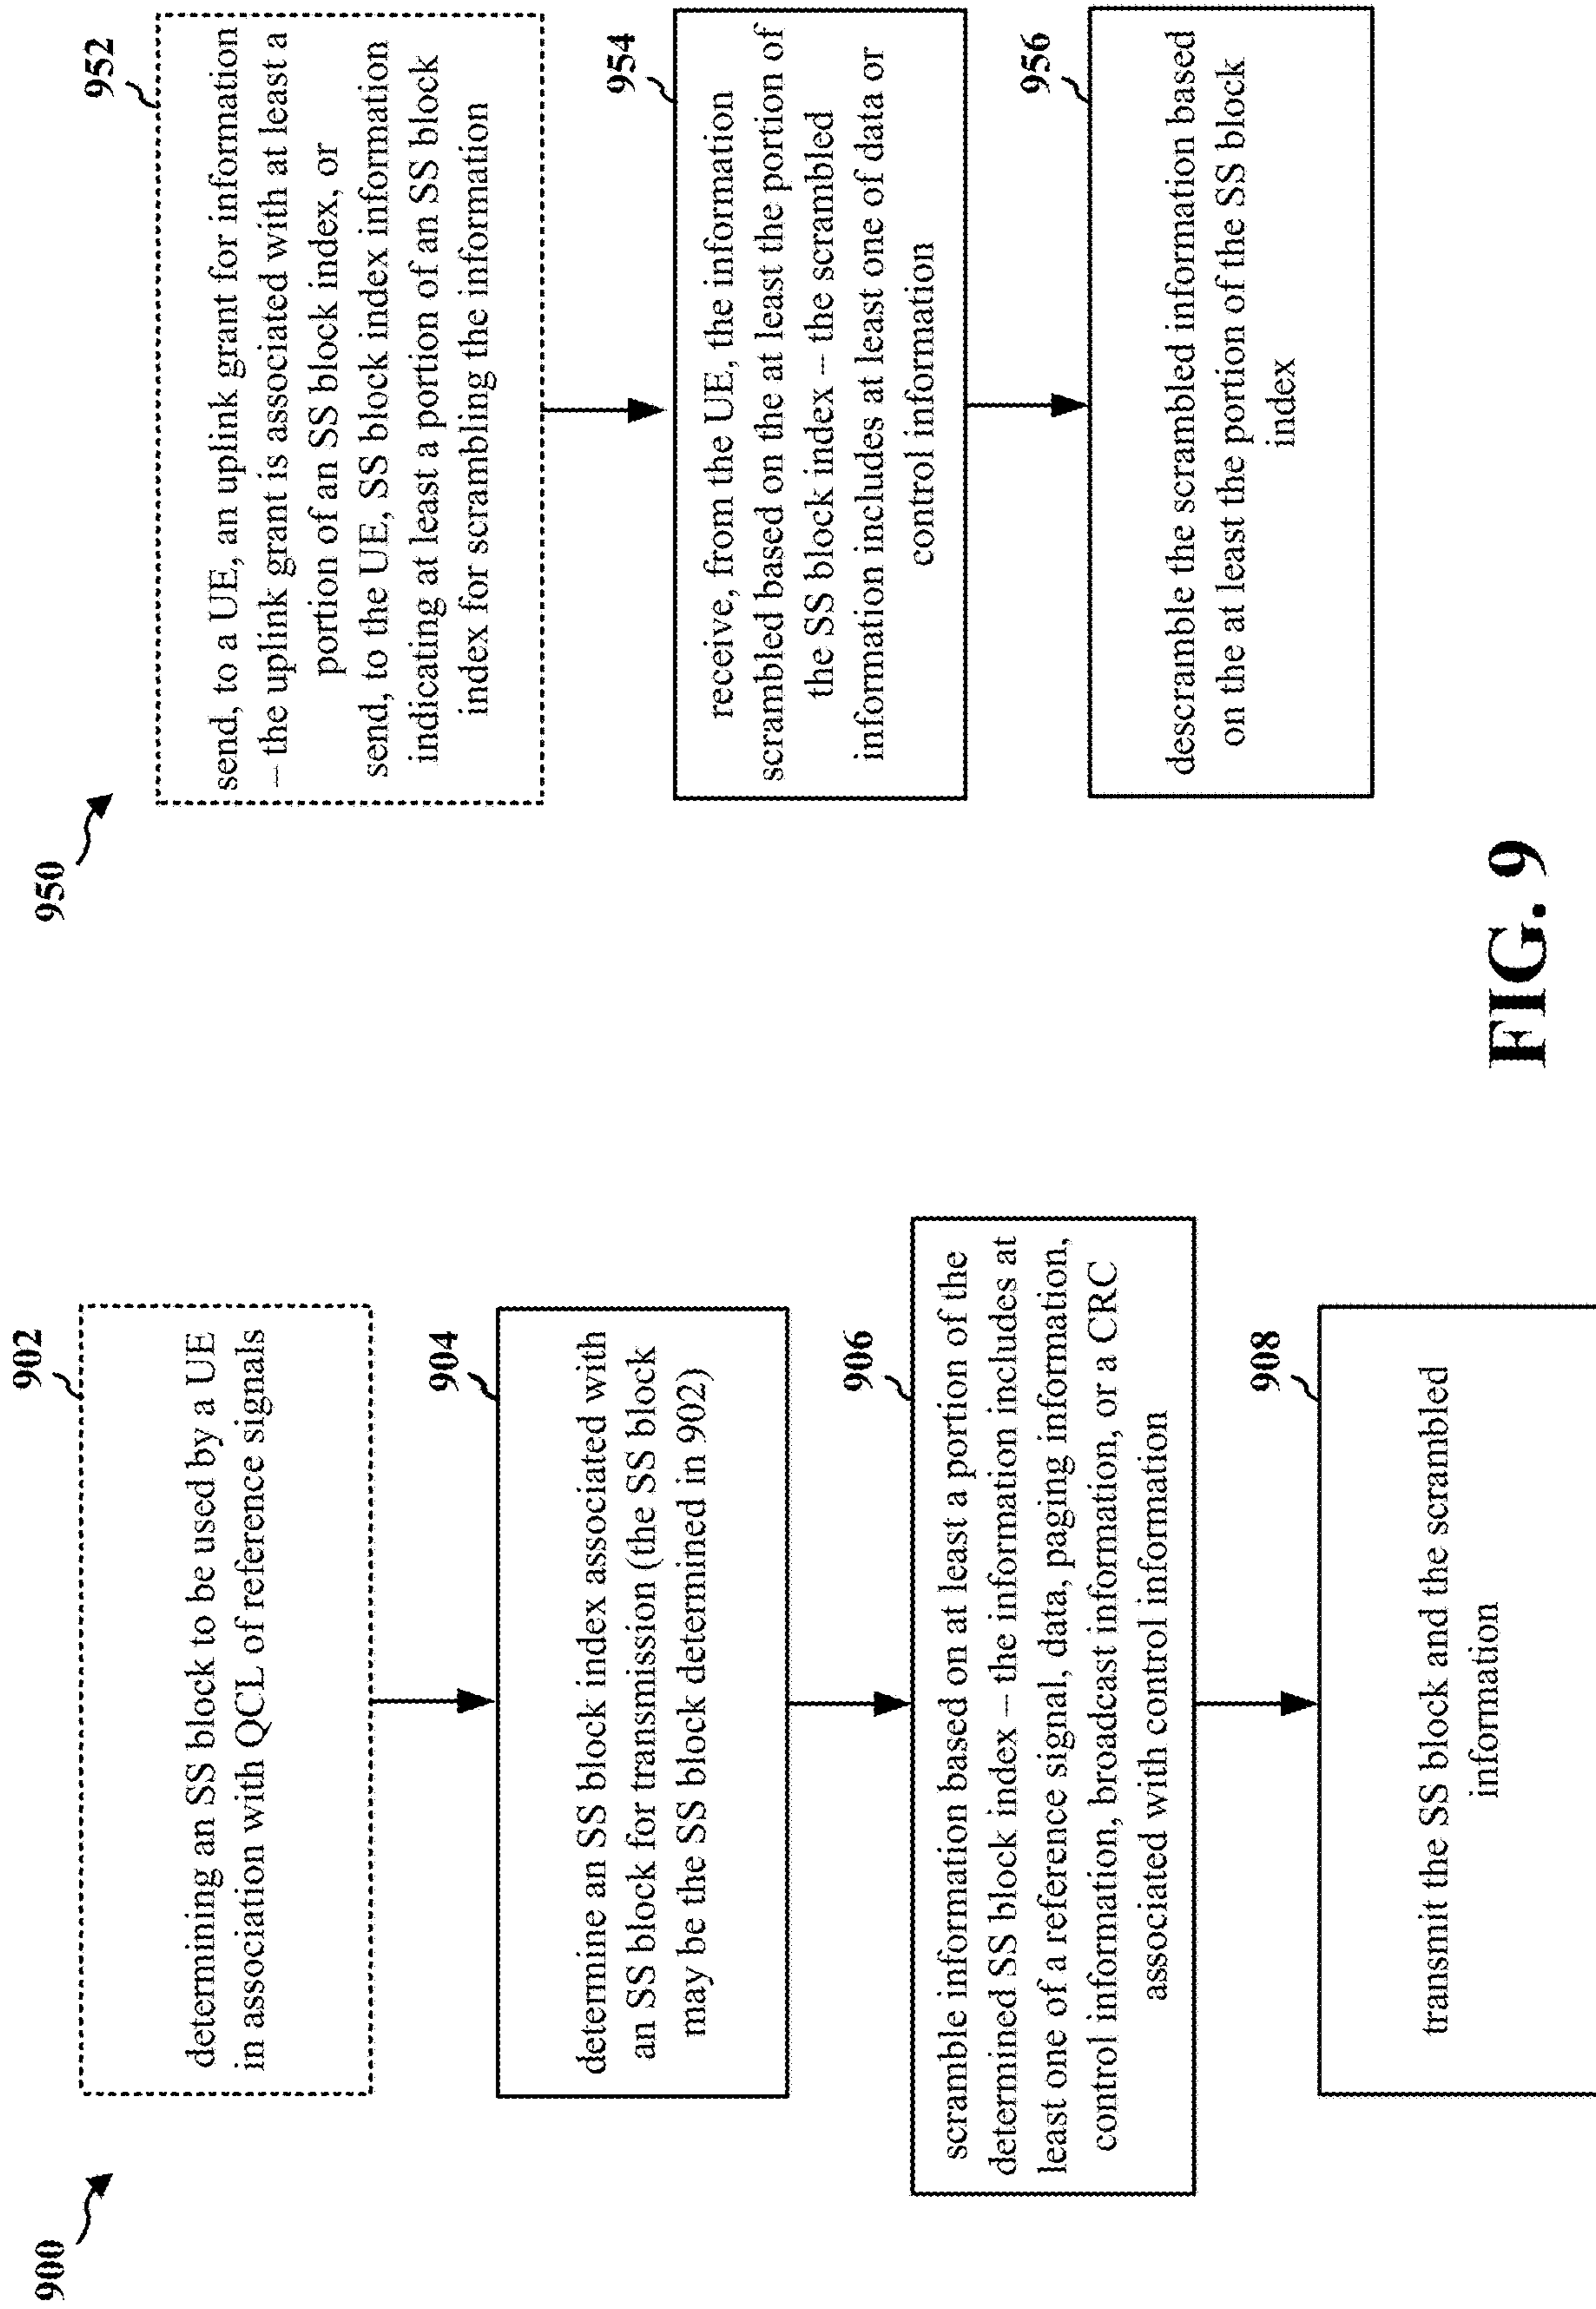 900
902
determining an SS block to be used by a UE
in association with QCL of reference signals
904
determine an SS block index associated with
an SS block for transmission (the SS block
may be the SS block determined in 902)
906
scramble information based on at least a portion of the
determined SS block index – the information includes at
least one of a reference signal, data, paging information,
control information, broadcast information, or a CRC
associated with control information
908
transmit the SS block and the scrambled
information
950
952
send, to a UE, an uplink grant for information
– the uplink grant is associated with at least a
portion of an SS block index, or
send, to the UE, SS block index information
indicating at least a portion of an SS block
index for scrambling the information
954
receive, from the UE, the information
scrambled based on the at least the portion of
the SS block index – the scrambled
information includes at least one of data or
control information
956
descramble the scrambled information based
on the at least the portion of the SS block
index
FIG. 9